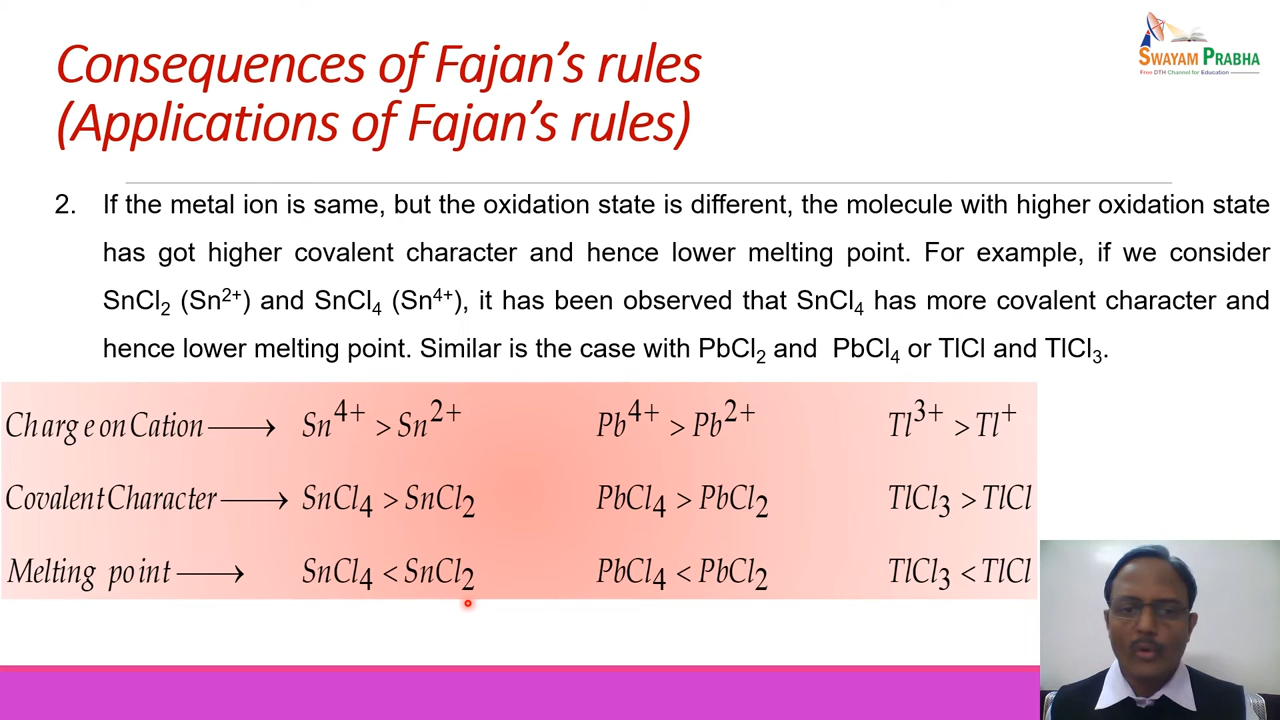 Consequences of Fajan's rules
(Applications of Fajan's rules)
SWAYAM PRABHA
Free DTH Channel for Education
2. If the metal ion is same, but the oxidation state is different, the molecule with higher oxidation state
has got higher covalent character and hence lower melting point. For example, if we consider
SnCl₂ (Sn²⁺) and SnCl₄ (Sn⁴⁺), it has been observed that SnCl₄ has more covalent character and
hence lower melting point. Similar is the case with PbCl₂ and PbCl₄ or TlCl and TlCl₃.
Charge on Cation ⟶ Sn⁴⁺ > Sn²⁺ Pb⁴⁺ > Pb²⁺ Tl³⁺ > Tl⁺
Covalent Character ⟶ SnCl₄ > SnCl₂ PbCl₄ > PbCl₂ TlCl₃ > TlCl
Melting point ⟶ SnCl₄ < SnCl₂ PbCl₄ < PbCl₂ TlCl₃ < TlCl